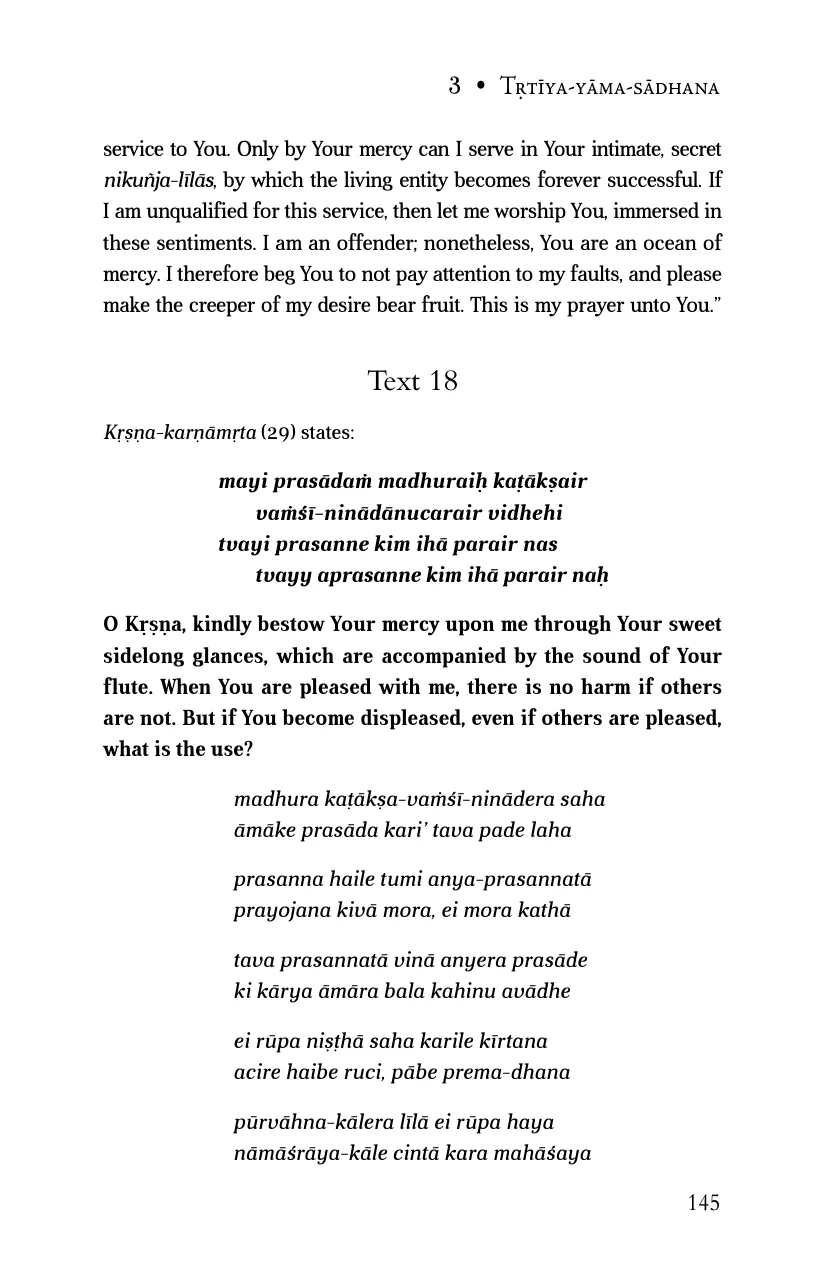 3 • Tṛtīya-yāma-sādhana
service to You. Only by Your mercy can I serve in Your intimate, secret
nikuñja-līlās, by which the living entity becomes forever successful. If
I am unqualified for this service, then let me worship You, immersed in
these sentiments. I am an offender; nonetheless, You are an ocean of
mercy. I therefore beg You to not pay attention to my faults, and please
make the creeper of my desire bear fruit. This is my prayer unto You.”
Text 18
Kṛṣṇa-karṇāmṛta (29) states:
mayi prasādaṁ madhuraiḥ kaṭākṣair
vaṁśī-ninādānucarair vidhehi
tvayi prasanne kim ihā parair nas
tvayy aprasanne kim ihā parair naḥ
O Kṛṣṇa, kindly bestow Your mercy upon me through Your sweet
sidelong glances, which are accompanied by the sound of Your
flute. When You are pleased with me, there is no harm if others
are not. But if You become displeased, even if others are pleased,
what is the use?
madhura kaṭākṣa-vaṁśī-ninādera saha
āmāke prasāda kari’ tava pade laha
prasanna haile tumi anya-prasannatā
prayojana kivā mora, ei mora kathā
tava prasannatā vinā anyera prasāde
ki kārya āmāra bala kahinu avādhe
ei rūpa niṣṭhā saha karile kīrtana
acire haibe ruci, pābe prema-dhana
pūrvāhna-kālera līlā ei rūpa haya
nāmāśrāya-kāle cintā kara mahāśaya
145